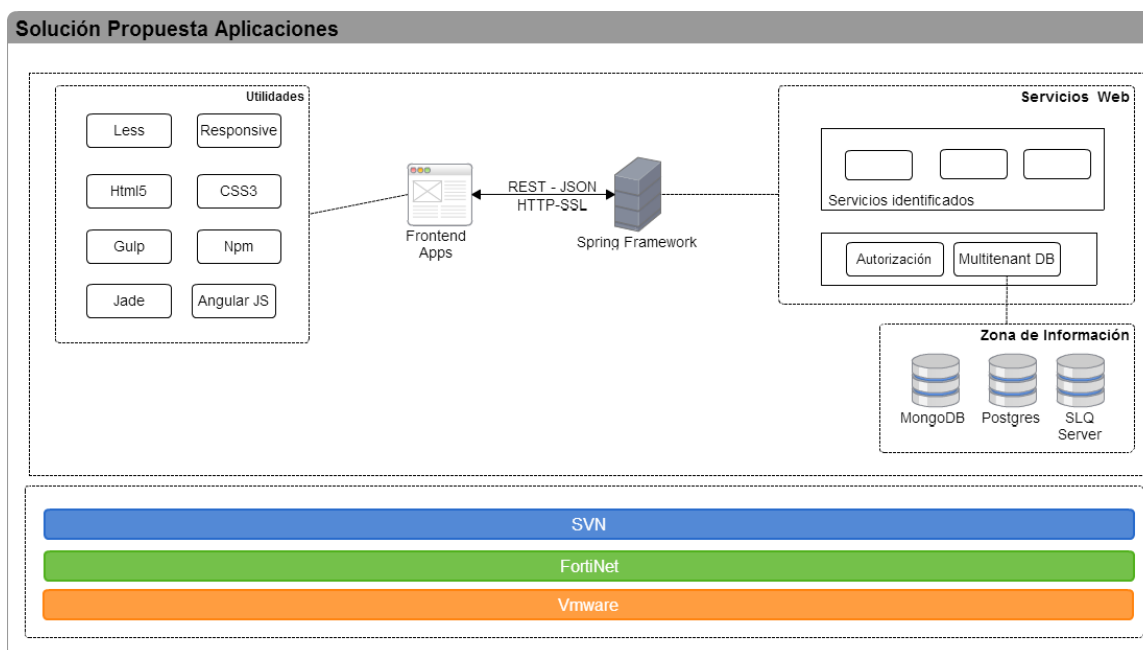 Solución Propuesta Aplicaciones
Utilidades
Less
Responsive
Html5
CSS3
Gulp
Npm
Jade
Angular JS
Frontend
Apps
REST - JSON
HTTP-SSL
Spring Framework
Servicios Web
Servicios identificados
Autorización
Multitenant DB
Zona de Información
MongoDB
Postgres
SLQ
Server
SVN
FortiNet
Vmware